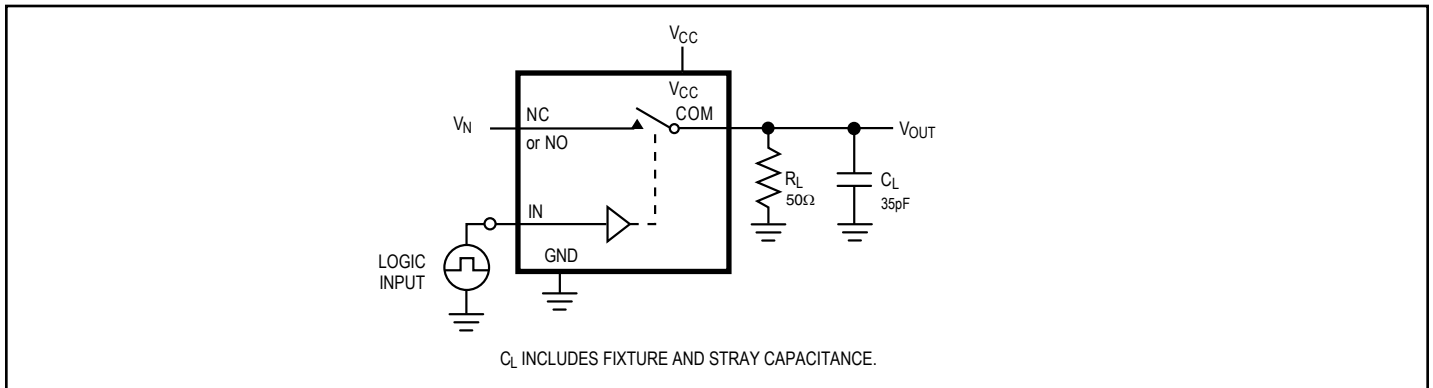 VCC
VCC
VN
NC
COM
or NO
VOUT
RL
50Ω
CL
35pF
IN
LOGIC
INPUT
GND
CL INCLUDES FIXTURE AND STRAY CAPACITANCE.